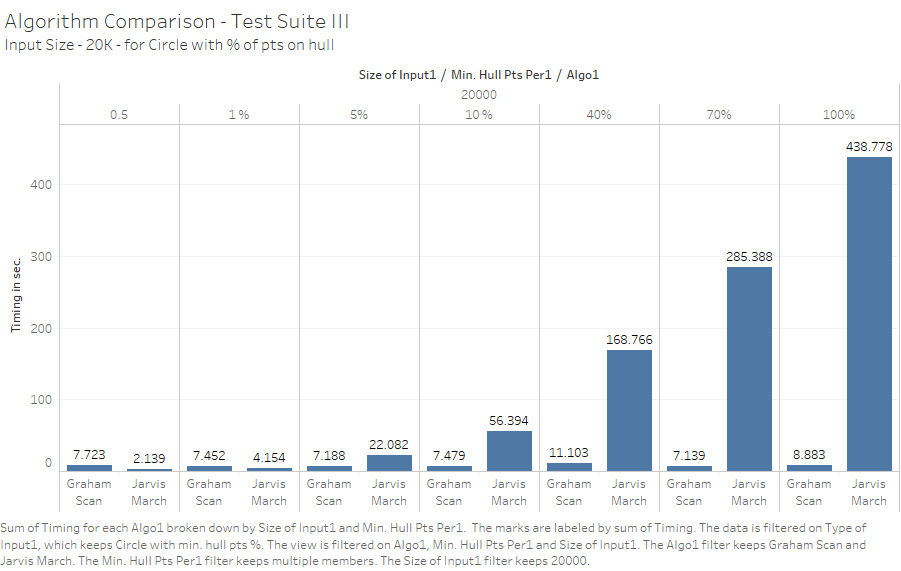 Algorithm Comparison - Test Suite III
Input Size - 20K - for Circle with % of pts on hull
Size of Input1 / Min. Hull Pts Per1 / Algo1
20000
0.5 1 % 5% 10 % 40% 70% 100%
438.778
400
300
285.388
Timing in sec.
200
168.766
100
56.394
22.082
7.723 2.139 7.452 4.154 7.188 7.479 11.103 7.139 8.883
0
Graham Jarvis Graham Jarvis Graham Jarvis Graham Jarvis Graham Jarvis Graham Jarvis Graham Jarvis
Scan March Scan March Scan March Scan March Scan March Scan March Scan March
Sum of Timing for each Algo1 broken down by Size of Input1 and Min. Hull Pts Per1. The marks are labeled by sum of Timing. The data is filtered on Type of
Input1, which keeps Circle with min. hull pts %. The view is filtered on Algo1, Min. Hull Pts Per1 and Size of Input1. The Algo1 filter keeps Graham Scan and
Jarvis March. The Min. Hull Pts Per1 filter keeps multiple members. The Size of Input1 filter keeps 20000.